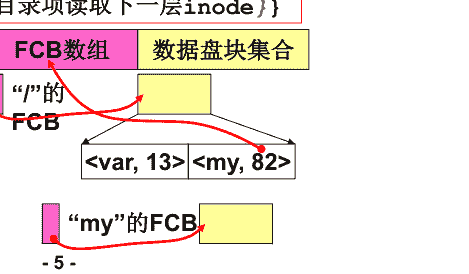 目录项读取下一层inode}}
FCB数组
数据盘块集合
“/”的
FCB
<var, 13>
<my, 82>
“my”的FCB
- 5 -